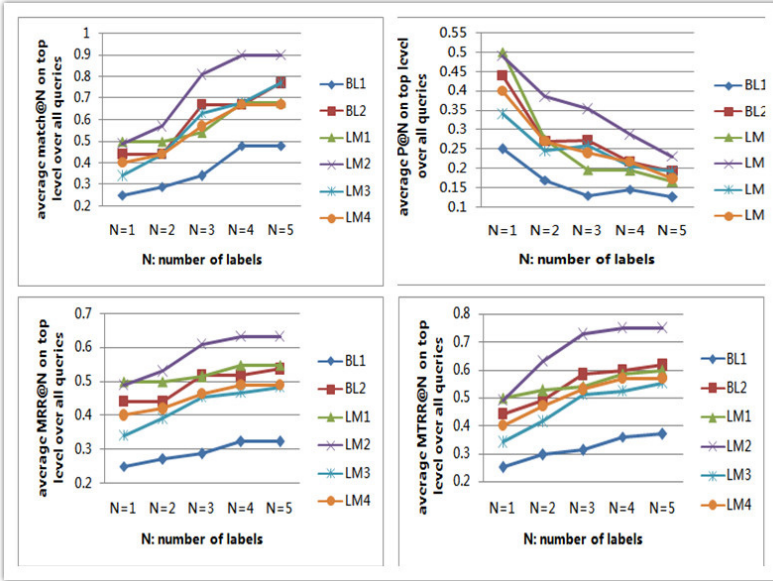 average match@N on top
level over all queries
1
0.9
0.8
0.7
0.6
0.5
0.4
0.3
0.2
N=1 N=2 N=3 N=4 N=5
N: number of labels
BL1
BL2
LM1
LM2
LM3
LM4
averageP@N on top level
over all queries
0.55
0.5
0.45
0.4
0.35
0.3
0.25
0.2
0.15
0.1
N=1 N=2 N=3 N=4 N=5
N: number of labels
BL1
BL2
LM
LM
LM
LM
average MRR@N on top
level over all queries
0.7
0.6
0.5
0.4
0.3
0.2
N=1 N=2 N=3 N=4 N=5
N: number of labels
BL1
BL2
LM1
LM2
LM3
LM4
average MTRR@N on top
level over all queries
0.8
0.7
0.6
0.5
0.4
0.3
0.2
N=1 N=2 N=3 N=4 N=5
N: number of labels
BL1
BL2
LM1
LM2
LM3
LM4